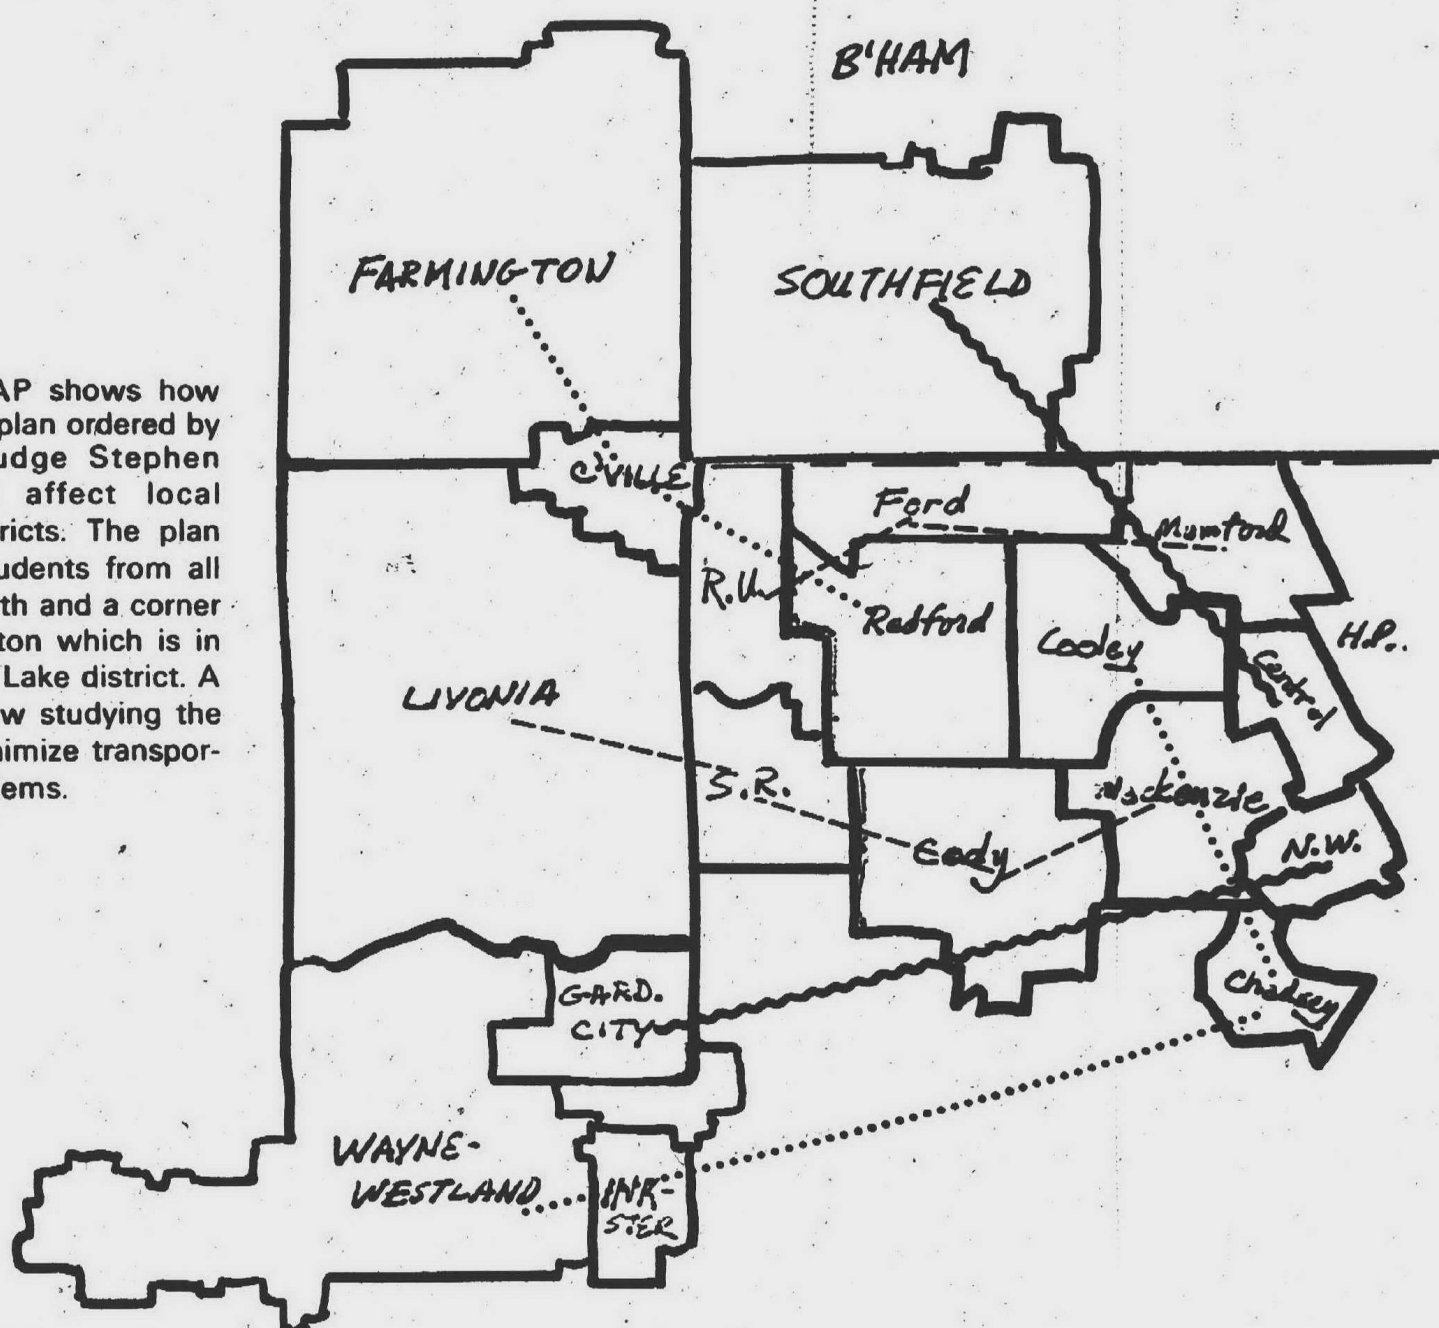 B'HAM
FARMINGTON
SOUTHFIELD
AP shows how
plan ordered by
udge Stephen
affect local
ricts. The plan
udents from all
th and a corner
ton which is in
Lake district. A
w studying the
nimize transpor-
ems.
C'VILLE
Ford
Mumford
R.U.
Redford
Cooley
H.P.
Central
LIVONIA
S.R.
Mackenzie
Cody
N.W.
GARD.
CITY
Chadsey
WAYNE-
WESTLAND
INK-
STER